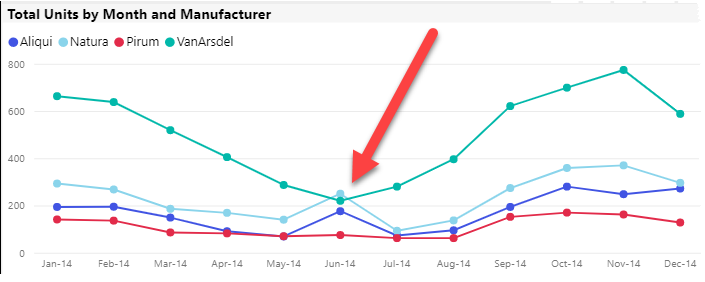 Total Units by Month and Manufacturer
Aliqui Natura Pirum VanArsdel
800
600
400
200
0
Jan-14 Feb-14 Mar-14 Apr-14 May-14 Jun-14 Jul-14 Aug-14 Sep-14 Oct-14 Nov-14 Dec-14